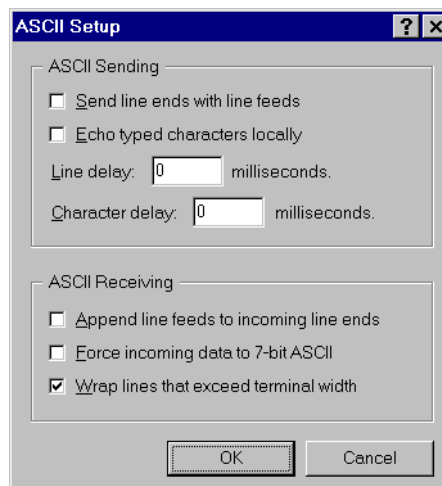 ASCII Setup ? ×
ASCII Sending
Send line ends with line feeds
Echo typed characters locally
Line delay: 0 milliseconds.
Character delay: 0 milliseconds.
ASCII Receiving
Append line feeds to incoming line ends
Force incoming data to 7-bit ASCII
Wrap lines that exceed terminal width
OK Cancel